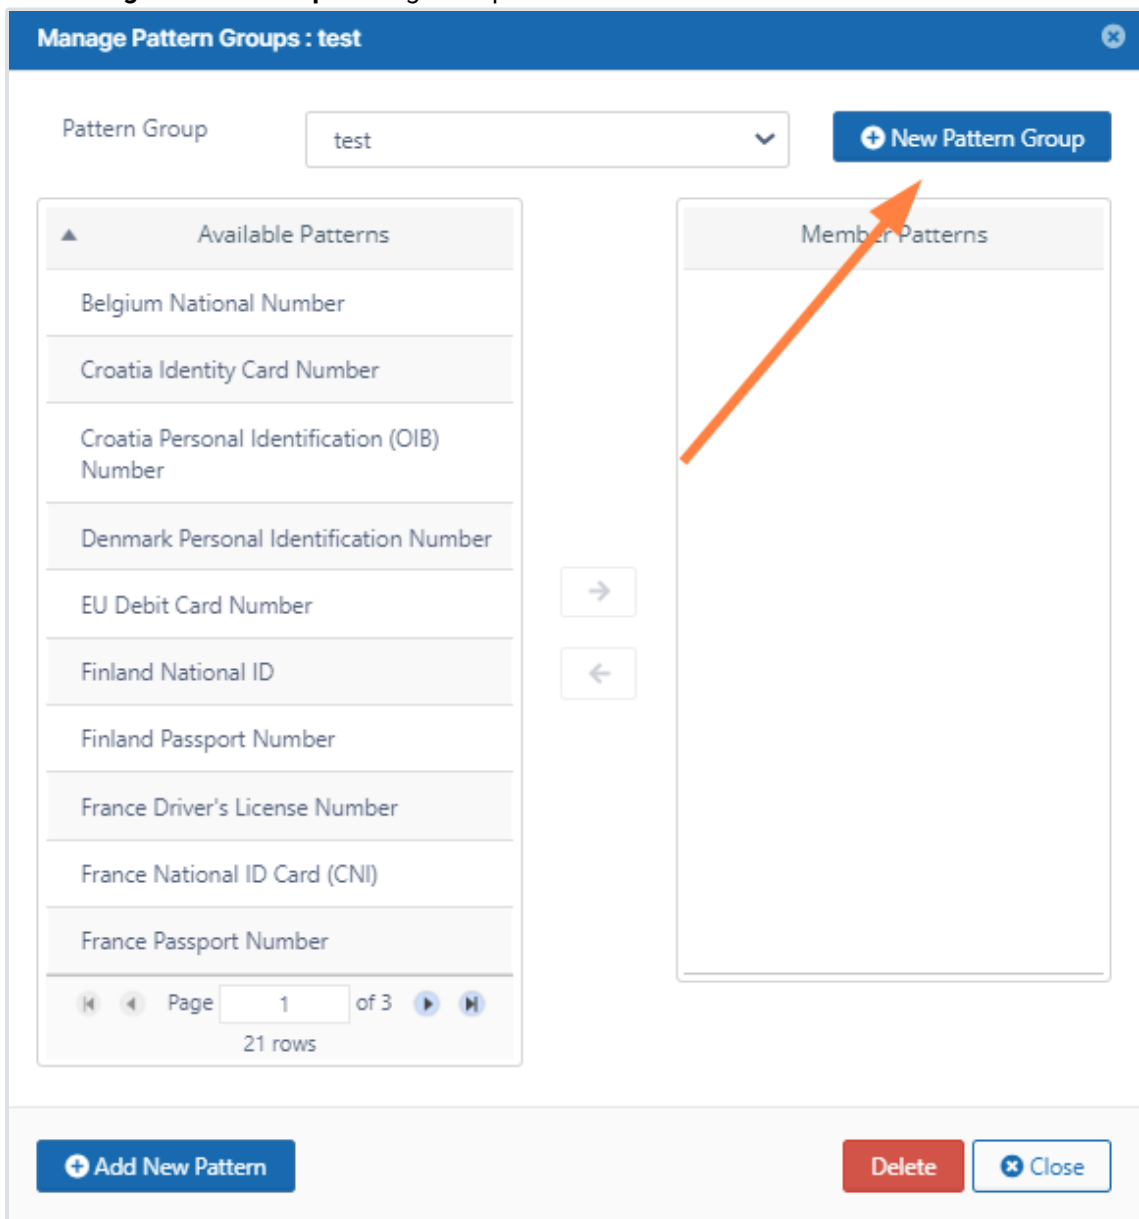 Manage Pattern Groups : test
Pattern Group
test
New Pattern Group
Available Patterns
Member Patterns
Belgium National Number
Croatia Identity Card Number
Croatia Personal Identification (OIB)
Number
Denmark Personal Identification Number
EU Debit Card Number
Finland National ID
Finland Passport Number
France Driver's License Number
France National ID Card (CNI)
France Passport Number
Page 1 of 3
21 rows
Add New Pattern
Delete
Close